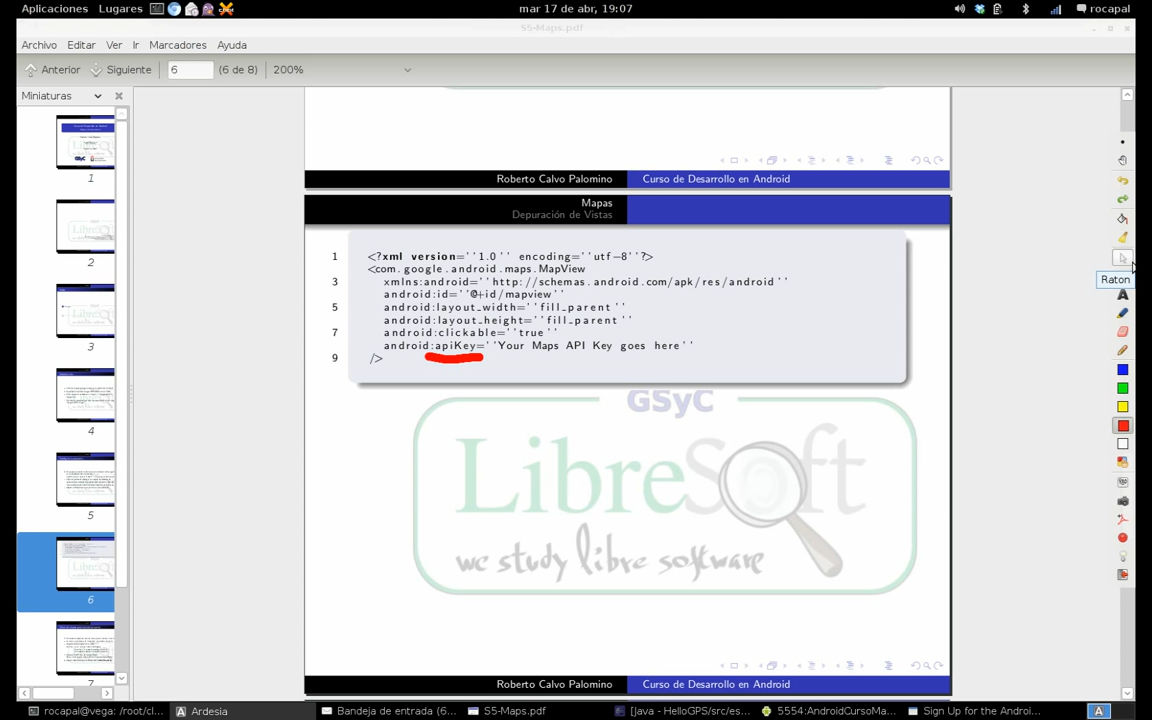 Aplicaciones Lugares
mar 17 de abr, 19:07
rocapal
S5-Maps.pdf
Archivo Editar Ver Ir Marcadores Ayuda
Anterior Siguiente 6 (6 de 8) 200%
Miniaturas
1
2
3
4
5
6
7
Roberto Calvo Palomino Curso de Desarrollo en Android
Mapas
Depuración de Vistas
1 <?xml version=''1.0'' encoding=''utf-8''?>
<com.google.android.maps.MapView
3 xmlns:android=''http://schemas.android.com/apk/res/android''
android:id=''@+id/mapview''
5 android:layout_width=''fill_parent''
android:layout_height=''fill_parent''
7 android:clickable=''true''
android:apiKey=''Your Maps API Key goes here''
9 />
GSyC
LibreSoft
we study libre software
Roberto Calvo Palomino Curso de Desarrollo en Android
Raton
rocapal@vega: /root/cl... Ardesia Bandeja de entrada (6... S5-Maps.pdf [Java - HelloGPS/src/es... 5554:AndroidCursoMa... Sign Up for the Androi...